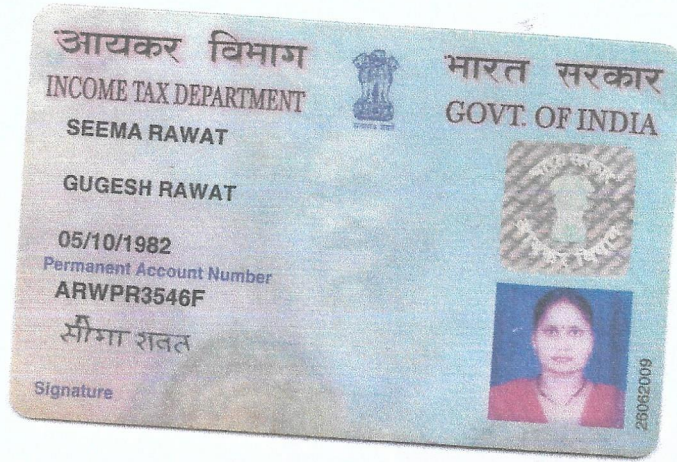 आयकर विभाग
INCOME TAX DEPARTMENT
भारत सरकार
GOVT. OF INDIA
SEEMA RAWAT
GUGESH RAWAT
05/10/1982
Permanent Account Number
ARWPR3546F
सीमा रावत
Signature
26062009